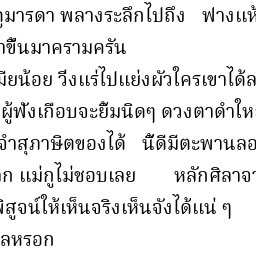 ภูมารดา พลางระลึกไปถึง ฟางแห้
าขึ้นมาครามครัน
มียน้อย วิ่งแร่ไปแย่งผัวใครเขาได้ล
ผู้ฟังเกือบจะยิ้มนิดๆ ดวงตาดำให
จำสุภาษิตของได้ นี่ดีมีตะพานลอ
ก แม่กูไม่ชอบเลย หลักศิลาจา
พิสูจน์ให้เห็นจริงเห็นจังได้แน่ ๆ
ลหรอก